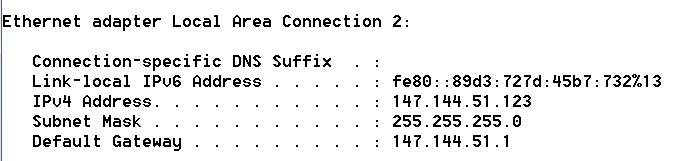 Ethernet adapter Local Area Connection 2:
Connection-specific DNS Suffix . :
Link-local IPv6 Address . . . . . : fe80::89d3:727d:45b7:732%13
IPv4 Address. . . . . . . . . . . : 147.144.51.123
Subnet Mask . . . . . . . . . . . : 255.255.255.0
Default Gateway . . . . . . . . . : 147.144.51.1